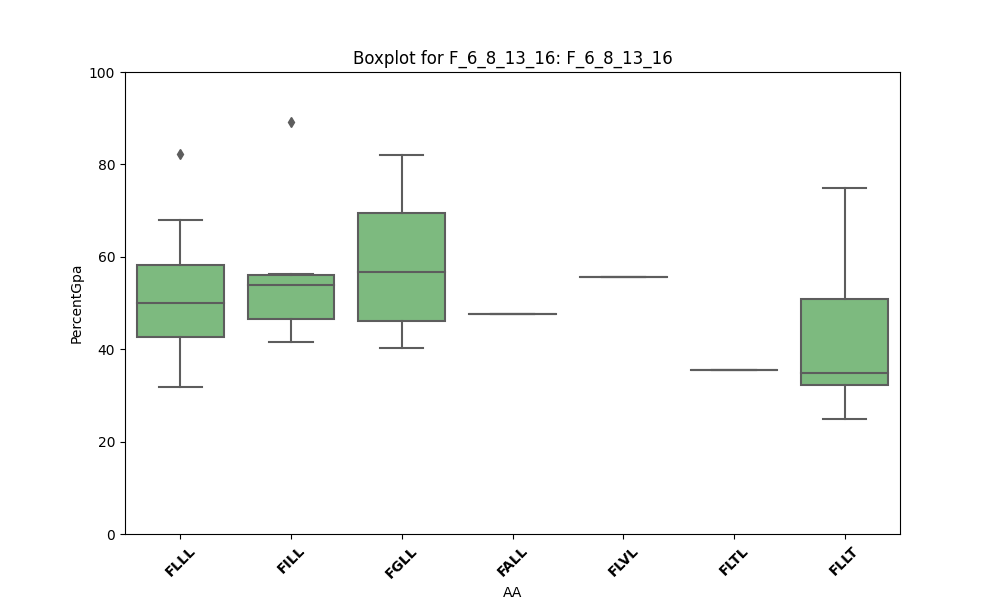 Boxplot for F_6_8_13_16: F_6_8_13_16
100
80
60
40
20
0
PercentGpa
FLLL
FILL
FGLL
FALL
FLVL
FLTL
FLLT
AA